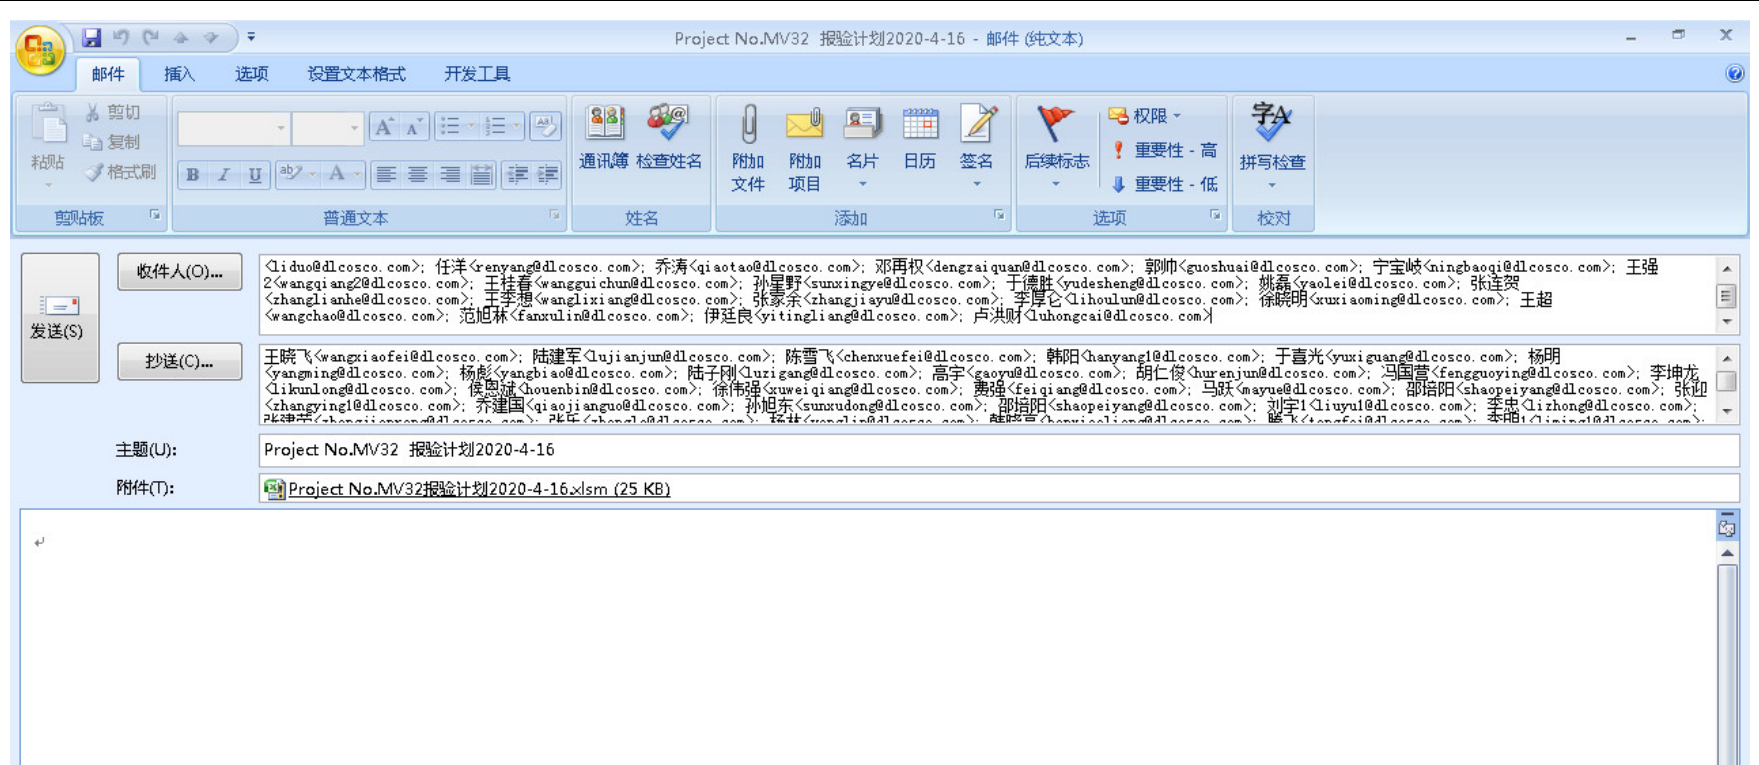 Project No.MV32 报验计划2020-4-16 - 邮件 (纯文本)
邮件 插入 选项 设置文本格式 开发工具
粘贴 剪切 复制 格式刷
剪贴板
B I U
普通文本
通讯簿 检查姓名
姓名
附加文件 附加项目 名片 日历 签名
添加
后续标志 权限 重要性 - 高 重要性 - 低
选项
拼写检查
校对
发送(S)
收件人(O)...
<liduo@dlcosco.com>; 任洋<renyang@dlcosco.com>; 乔涛<qiaotao@dlcosco.com>; 邓再权<dengzaiquan@dlcosco.com>; 郭帅<guoshuai@dlcosco.com>; 宁宝岐<ningbaoqi@dlcosco.com>; 王强
2<wangqiang2@dlcosco.com>; 王桂春<wangguichun@dlcosco.com>; 孙星野<sunxingye@dlcosco.com>; 于德胜<yudesheng@dlcosco.com>; 姚磊<yaolei@dlcosco.com>; 张连贺
<zhanglianhe@dlcosco.com>; 王李想<wanglixiang@dlcosco.com>; 张家余<zhangjiayu@dlcosco.com>; 李厚仑<lihoulun@dlcosco.com>; 徐晓明<xuxiaoming@dlcosco.com>; 王超
<wangchao@dlcosco.com>; 范旭林<fanxulin@dlcosco.com>; 伊廷良<yitingliang@dlcosco.com>; 卢洪财<luhongcai@dlcosco.com>
抄送(C)...
王晓飞<wangxiaofei@dlcosco.com>; 陆建军<lujianjun@dlcosco.com>; 陈雪飞<chenxuefei@dlcosco.com>; 韩阳<hanyang1@dlcosco.com>; 于喜光<yuxiguang@dlcosco.com>; 杨明
<yangming@dlcosco.com>; 杨彪<yangbiao@dlcosco.com>; 陆子刚<luzigang@dlcosco.com>; 高宇<gaoyu@dlcosco.com>; 胡仁俊<hurenjun@dlcosco.com>; 冯国营<fengguoying@dlcosco.com>; 李坤龙
<likunlong@dlcosco.com>; 侯恩斌<houenbin@dlcosco.com>; 徐伟强<xuweiqiang@dlcosco.com>; 费强<feiqiang@dlcosco.com>; 马跃<mayue@dlcosco.com>; 邵培阳<shaopeiyang@dlcosco.com>; 张迎
<zhangying1@dlcosco.com>; 乔建国<qiaojianguo@dlcosco.com>; 孙旭东<sunxudong@dlcosco.com>; 邵培阳<shaopeiyang@dlcosco.com>; 刘宇1<liuyu1@dlcosco.com>; 李忠<lizhong@dlcosco.com>;
主题(U): Project No.MV32 报验计划2020-4-16
附件(T): Project No.MV32报验计划2020-4-16.xlsm (25 KB)